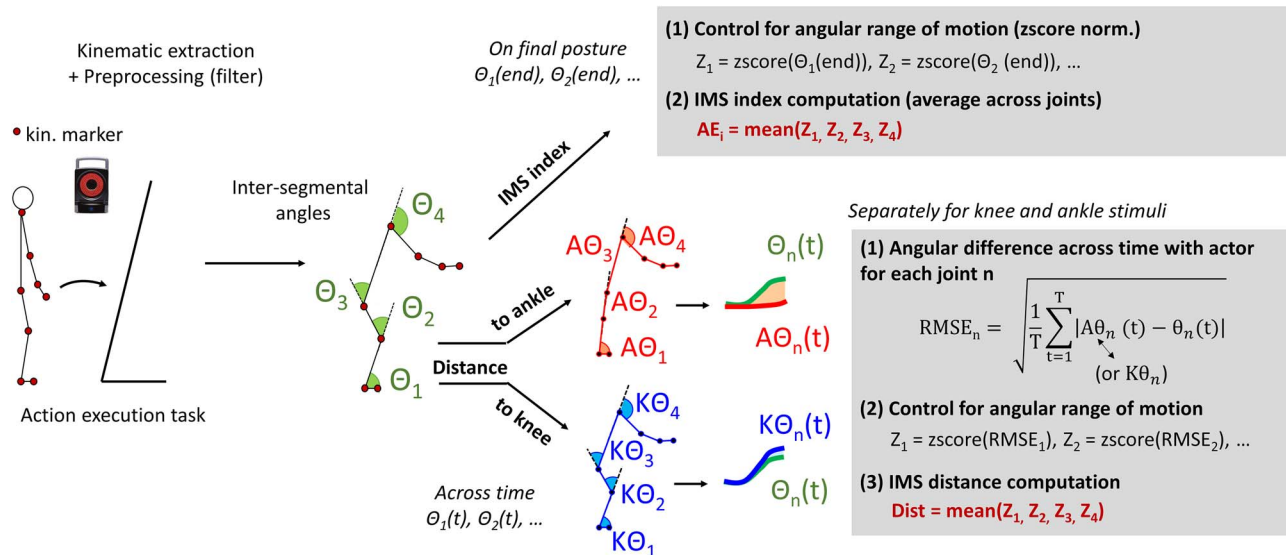 Kinematic extraction
+ Preprocessing (filter)
kin. marker
Action execution task
Inter-segmental
angles
Θ₄
Θ₃
Θ₂
Θ₁
On final posture
Θ₁(end), Θ₂(end), ...
IMS index
(1) Control for angular range of motion (zscore norm.)
Z₁ = zscore(Θ₁(end)), Z₂ = zscore(Θ₂ (end)), ...
(2) IMS index computation (average across joints)
AEᵢ = mean(Z₁, Z₂, Z₃, Z₄)
Distance
to ankle
to knee
AΘ₃
AΘ₄
AΘ₂
AΘ₁
Θₙ(t)
AΘₙ(t)
KΘ₄
KΘ₃
KΘ₂
KΘ₁
KΘₙ(t)
Θₙ(t)
Across time
Θ₁(t), Θ₂(t), ...
Separately for knee and ankle stimuli
(1) Angular difference across time with actor
for each joint n
RMSEₙ = √(1/T ∑ₜ₌₁ᵀ |Aθₙ (t) − θₙ(t)|)
(or Kθₙ)
(2) Control for angular range of motion
Z₁ = zscore(RMSE₁), Z₂ = zscore(RMSE₂), ...
(3) IMS distance computation
Dist = mean(Z₁, Z₂, Z₃, Z₄)